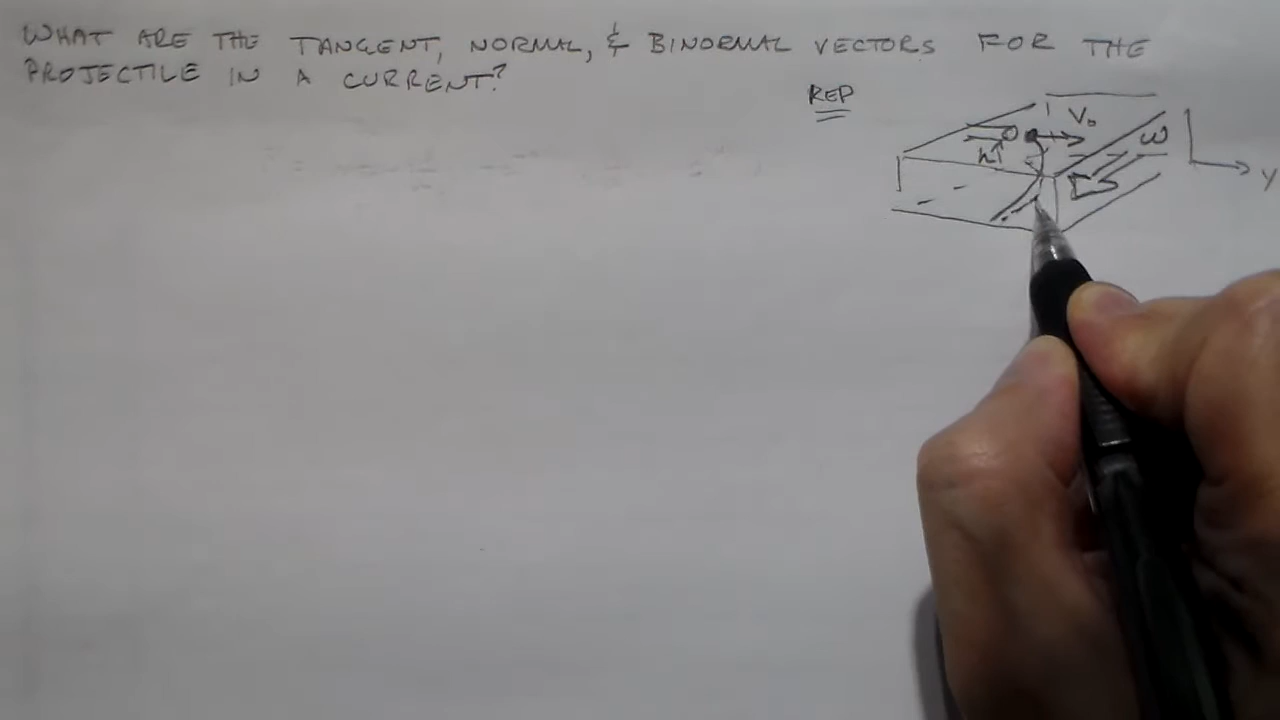 WHAT ARE THE TANGENT, NORMAL, & BINORMAL VECTORS FOR THE
PROJECTILE IN A CURRENT?
REP
V₀
ω
h
y